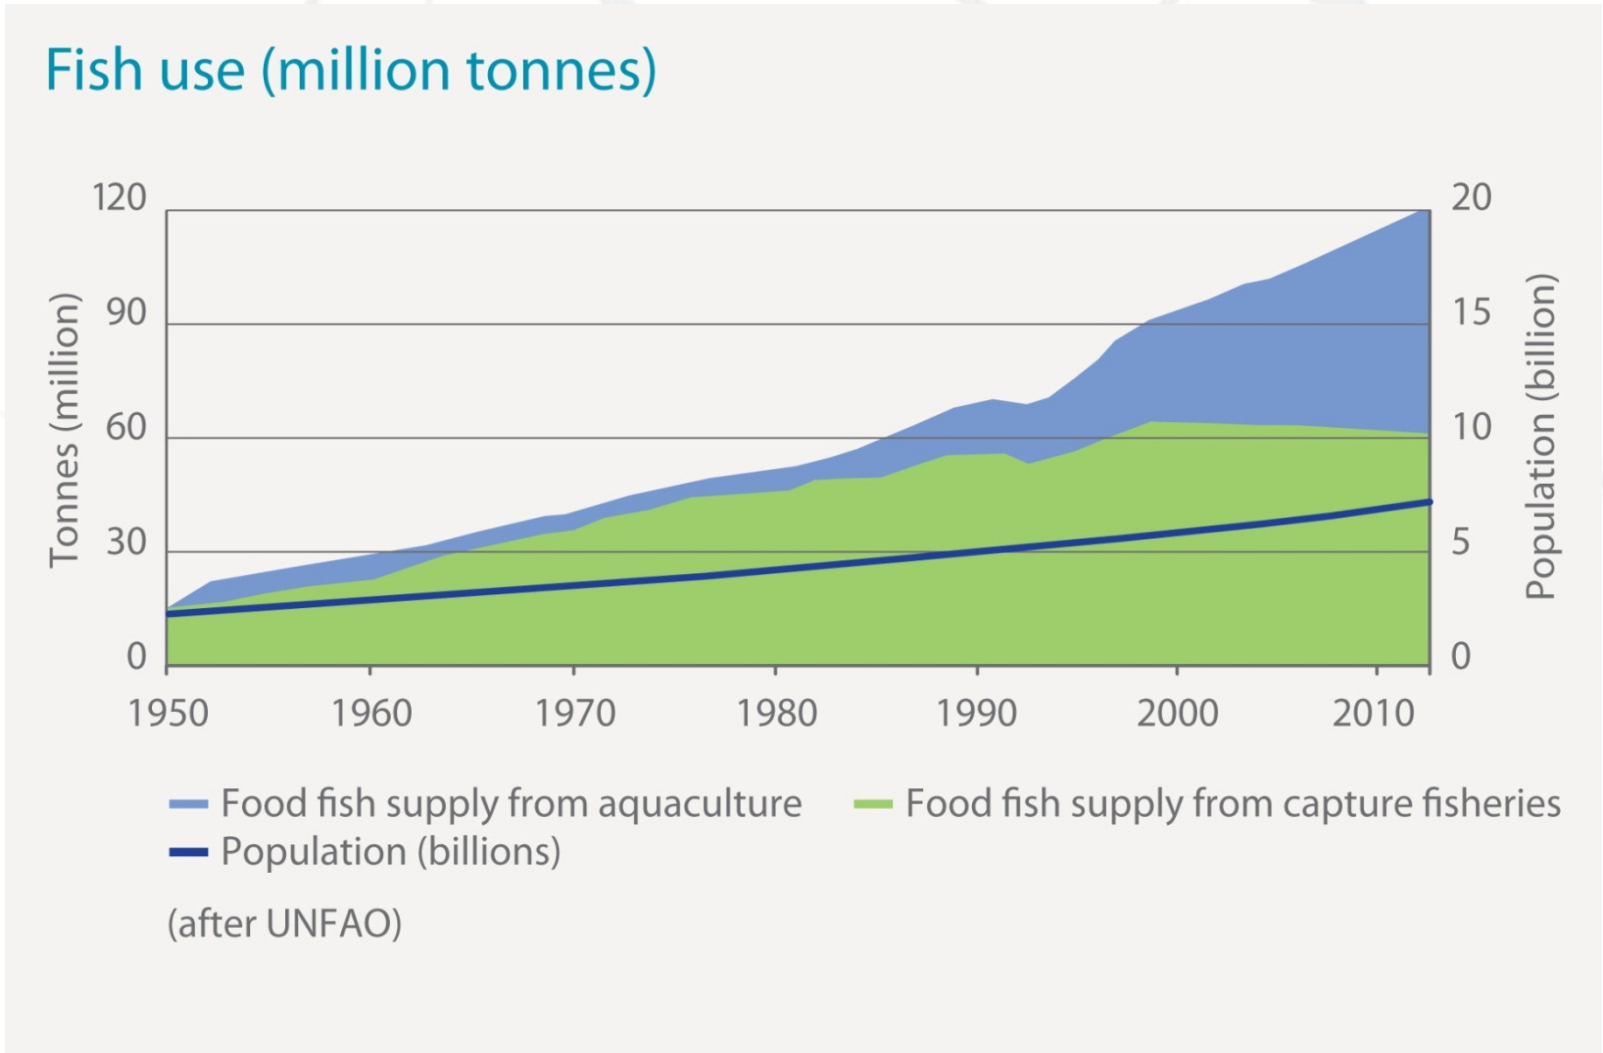 Fish use (million tonnes)
120
90
60
30
0
Tonnes (million)
20
15
10
5
0
Population (billion)
1950 1960 1970 1980 1990 2000 2010
Food fish supply from aquaculture Food fish supply from capture fisheries
Population (billions)
(after UNFAO)